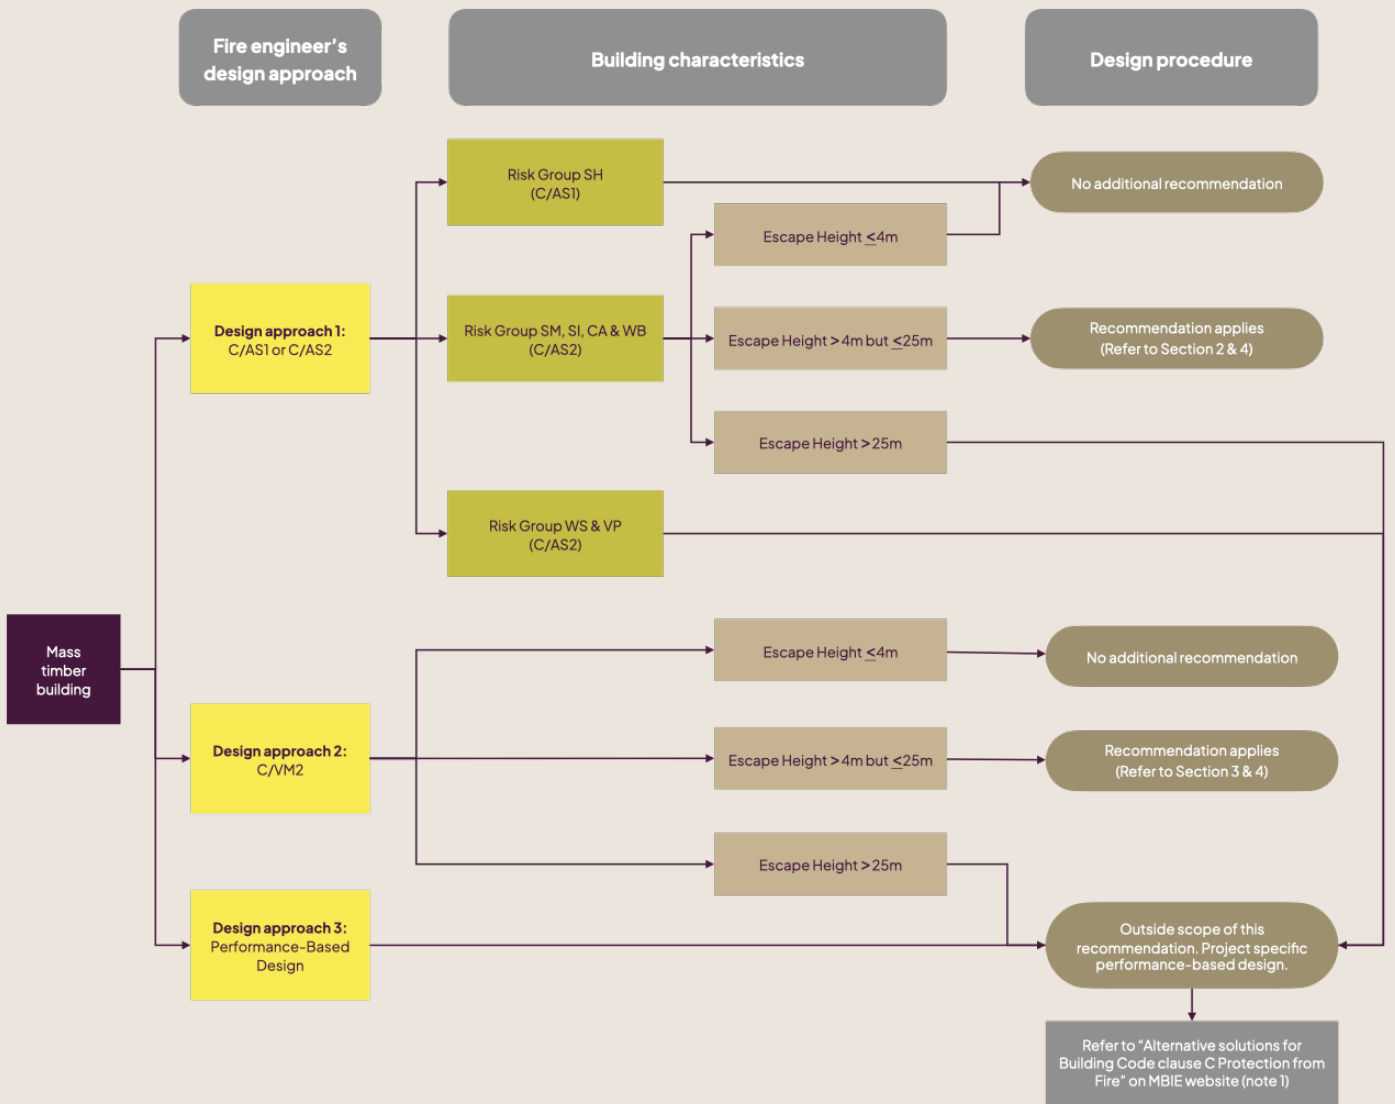 Fire engineer's
design approach
Building characteristics
Design procedure
Risk Group SH
(C/AS1)
No additional recommendation
Escape Height ≤4m
Design approach 1:
C/AS1 or C/AS2
Risk Group SM, SI, CA & WB
(C/AS2)
Escape Height > 4m but ≤25m
Recommendation applies
(Refer to Section 2 & 4)
Escape Height > 25m
Risk Group WS & VP
(C/AS2)
Mass
timber
building
Escape Height ≤4m
No additional recommendation
Design approach 2:
C/VM2
Escape Height > 4m but ≤25m
Recommendation applies
(Refer to Section 3 & 4)
Escape Height > 25m
Design approach 3:
Performance-Based
Design
Outside scope of this
recommendation. Project specific
performance-based design.
Refer to "Alternative solutions for
Building Code clause C Protection from
Fire" on MBIE website (note 1)